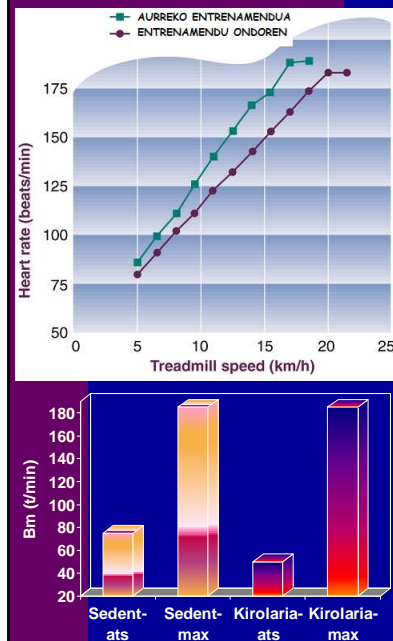 AURREKO ENTRENAMENDUA
ENTRENAMENDU ONDOREN
Heart rate (beats/min)
175
150
125
100
75
50
0 5 10 15 20 25
Treadmill speed (km/h)
Bm (t/min)
180
160
140
120
100
80
60
40
20
Sedent- Sedent- Kirolaria- Kirolaria-
ats max ats max